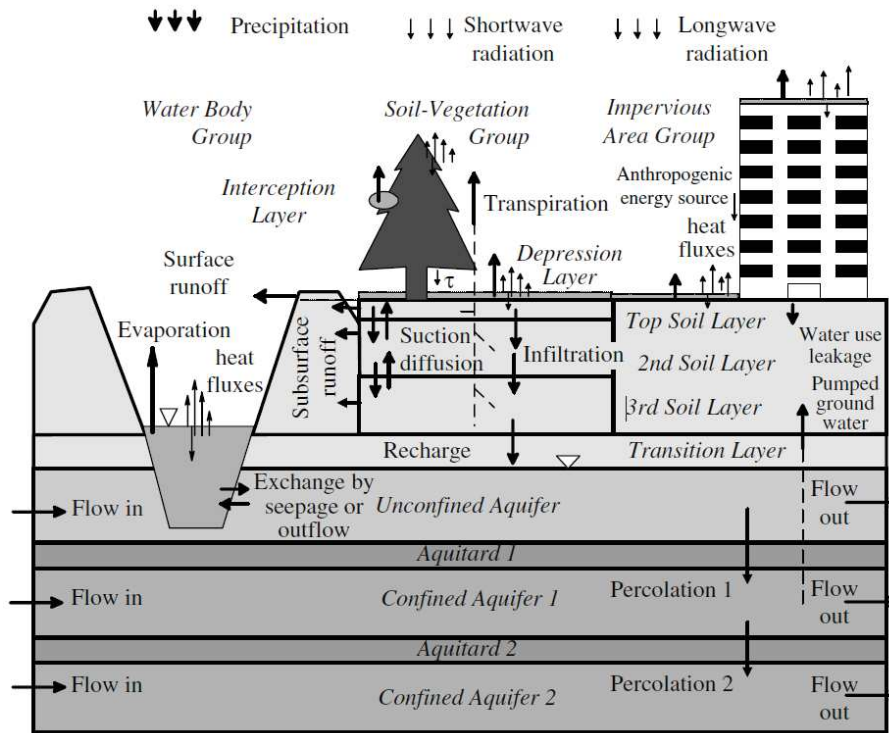 Precipitation
Shortwave
radiation
Longwave
radiation
Water Body
Group
Soil-Vegetation
Group
Impervious
Area Group
Interception
Layer
Transpiration
Anthropogenic
energy source
heat
fluxes
Depression
Layer
τ
Surface
runoff
Evaporation
heat
fluxes
Subsurface
runoff
Suction
diffusion
Infiltration
Top Soil Layer
2nd Soil Layer
3rd Soil Layer
Water use
leakage
Pumped
ground
water
Recharge
Transition Layer
Flow in
Exchange by
seepage or
outflow
Unconfined Aquifer
Flow
out
Aquitard 1
Flow in
Confined Aquifer 1
Percolation 1
Flow
out
Aquitard 2
Flow in
Confined Aquifer 2
Percolation 2
Flow
out